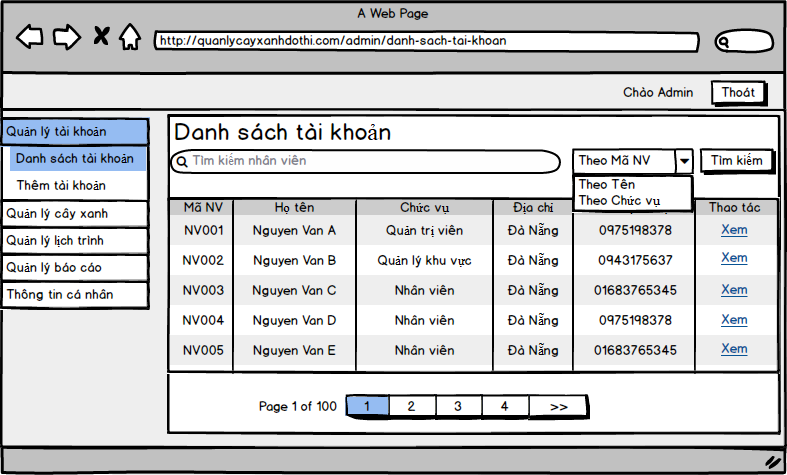 A Web Page
http://quanlycayxanhdothi.com/admin/danh-sach-tai-khoan
Chào Admin Thoát
Quản lý tài khoản
Danh sách tài khoản
Thêm tài khoản
Quản lý cây xanh
Quản lý lịch trình
Quản lý báo cáo
Thông tin cá nhân
Danh sách tài khoản
Tìm kiếm nhân viên Theo Mã NV Tìm kiếm
Theo Tên
Theo Chức vụ
Mã NV Họ tên Chức vụ Địa chỉ Thao tác
NV001 Nguyen Van A Quản trị viên Đà Nẵng 0975198378 Xem
NV002 Nguyen Van B Quản lý khu vực Đà Nẵng 0943175637 Xem
NV003 Nguyen Van C Nhân viên Đà Nẵng 01683765345 Xem
NV004 Nguyen Van D Nhân viên Đà Nẵng 0975198378 Xem
NV005 Nguyen Van E Nhân viên Đà Nẵng 01683765345 Xem
Page 1 of 100 1 2 3 4 >>